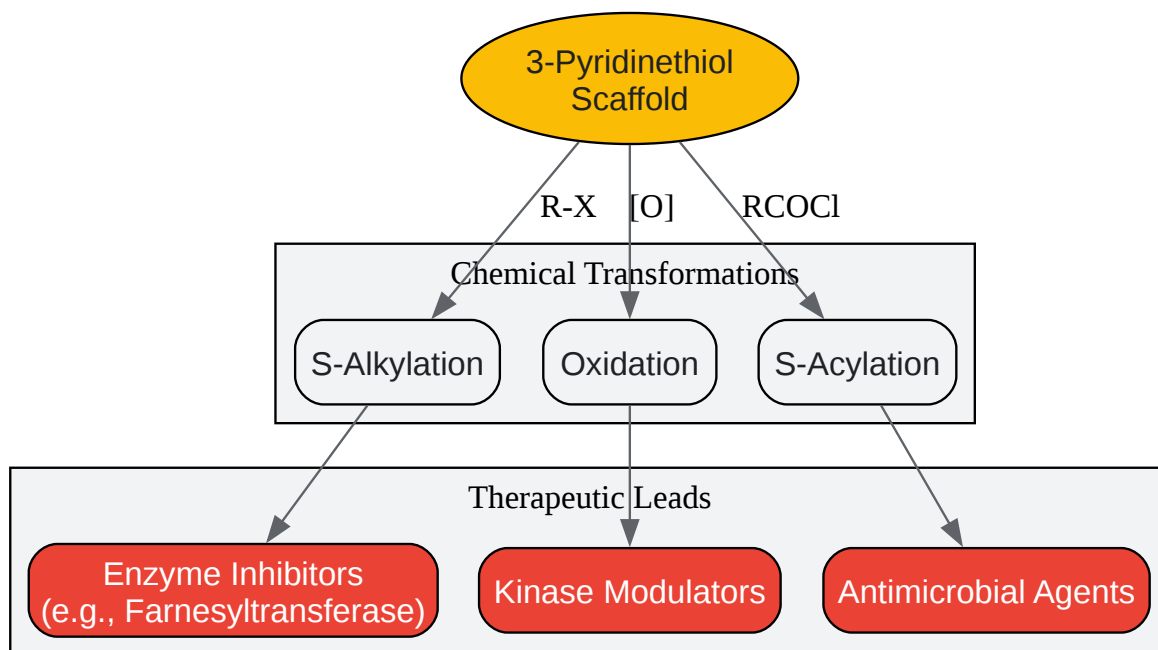 3-Pyridinethiol
Scaffold
R-X
[O]
RCOCl
Chemical Transformations
S-Alkylation
Oxidation
S-Acylation
Therapeutic Leads
Enzyme Inhibitors
(e.g., Farnesyltransferase)
Kinase Modulators
Antimicrobial Agents